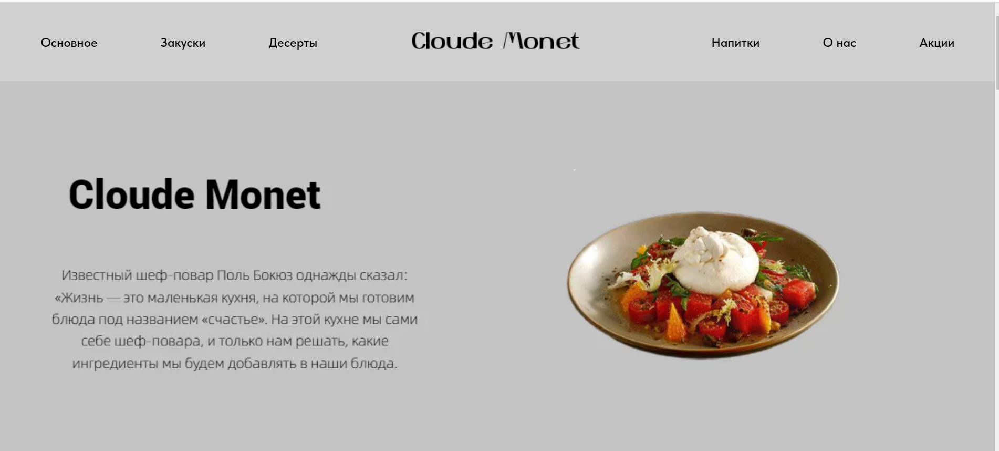 Основное
Закуски
Десерты
Cloude Monet
Напитки
О нас
Акции
Cloude Monet
Известный шеф-повар Поль Бокюз однажды сказал:
«Жизнь — это маленькая кухня, на которой мы готовим
блюда под названием «счастье». На этой кухне мы сами
себе шеф-повара, и только нам решать, какие
ингредиенты мы будем добавлять в наши блюда.